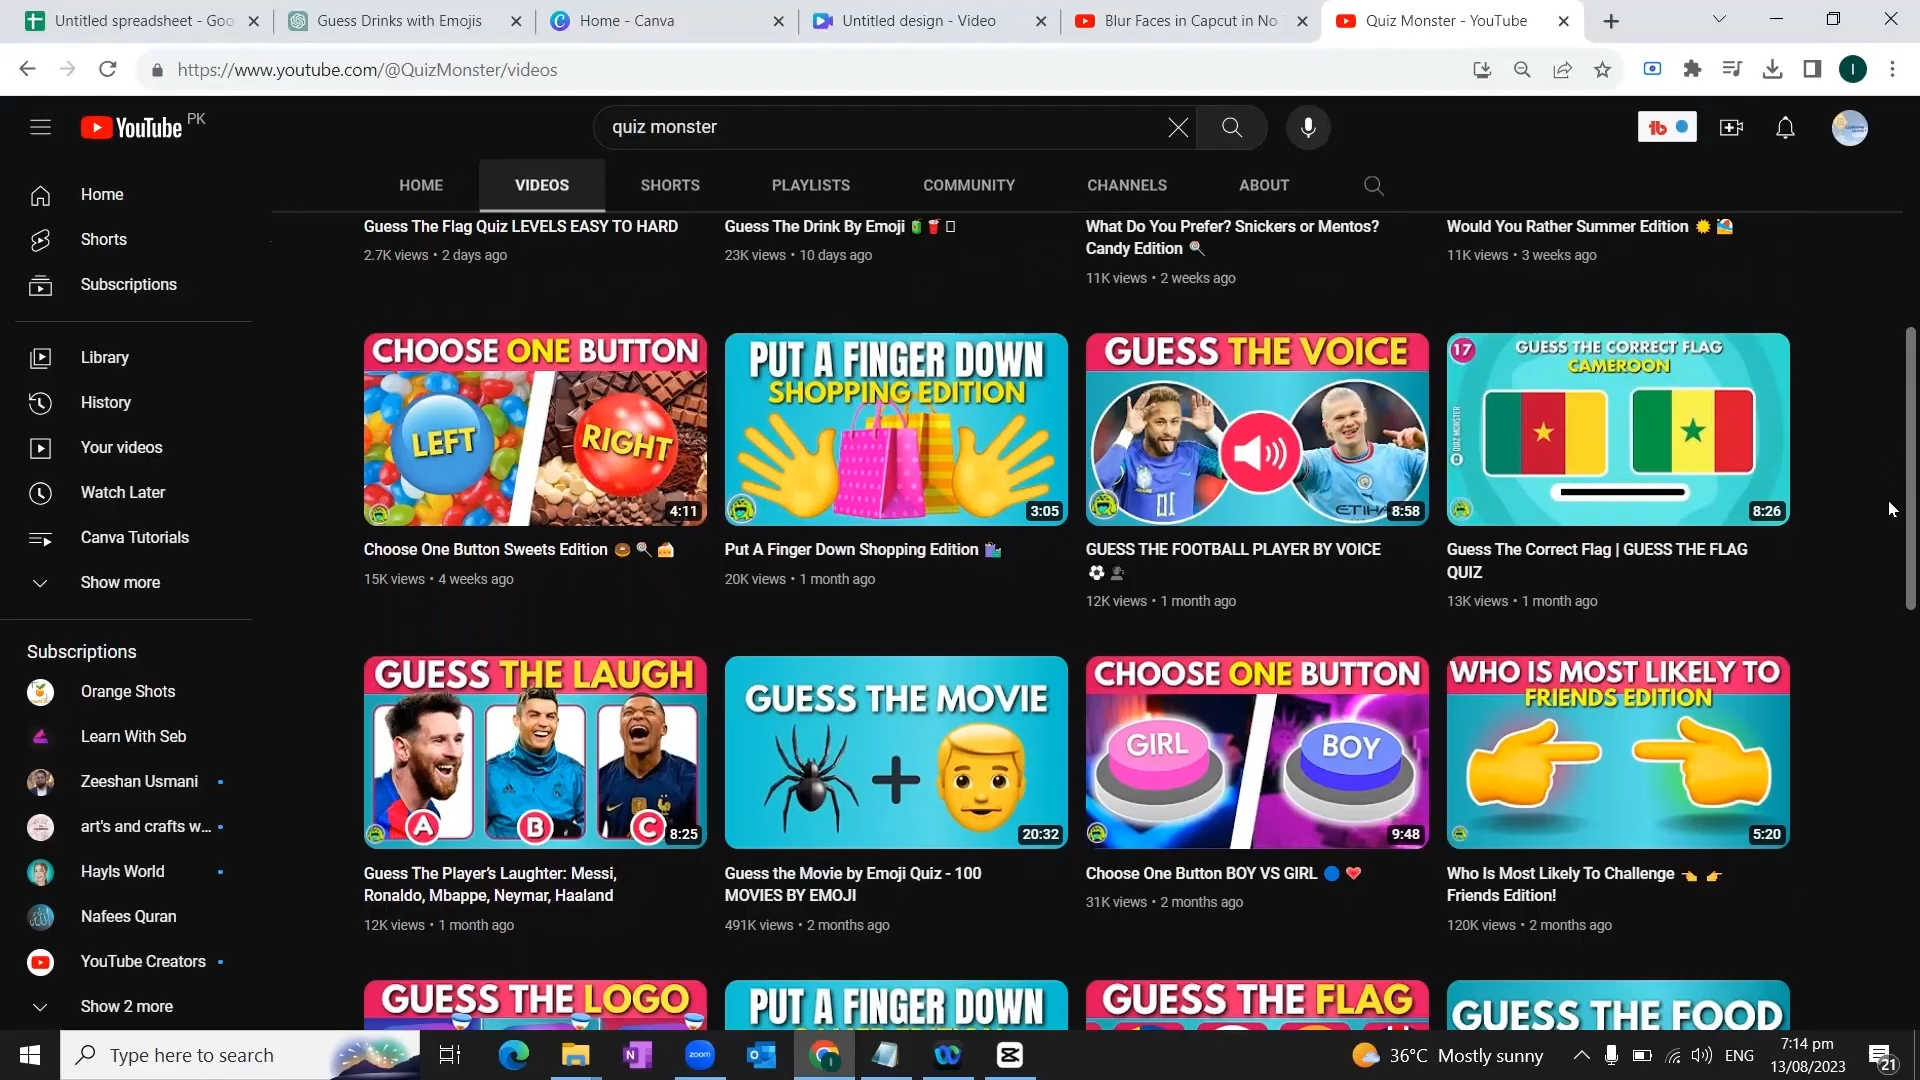 Untitled spreadsheet - Goo
Guess Drinks with Emojis
Home - Canva
Untitled design - Video
Blur Faces in Capcut in No T
Quiz Monster - YouTube
https://www.youtube.com/@QuizMonster/videos
YouTube PK
quiz monster
HOME
VIDEOS
SHORTS
PLAYLISTS
COMMUNITY
CHANNELS
ABOUT
Home
Shorts
Subscriptions
Library
History
Your videos
Watch Later
Canva Tutorials
Show more
Subscriptions
Orange Shots
Learn With Seb
Zeeshan Usmani
art's and crafts w...
Hayls World
Nafees Quran
YouTube Creators
Show 2 more
Guess The Flag Quiz LEVELS EASY TO HARD
2.7K views • 2 days ago
Guess The Drink By Emoji
23K views • 10 days ago
What Do You Prefer? Snickers or Mentos?
Candy Edition
11K views • 2 weeks ago
Would You Rather Summer Edition
11K views • 3 weeks ago
CHOOSE ONE BUTTON
LEFT
RIGHT
4:11
Choose One Button Sweets Edition
15K views • 4 weeks ago
PUT A FINGER DOWN
SHOPPING EDITION
3:05
Put A Finger Down Shopping Edition
20K views • 1 month ago
GUESS THE VOICE
ETIHA
8:58
GUESS THE FOOTBALL PLAYER BY VOICE
12K views • 1 month ago
17
GUESS THE CORRECT FLAG
CAMEROON
QUIZ MONSTER
8:26
Guess The Correct Flag | GUESS THE FLAG
QUIZ
13K views • 1 month ago
GUESS THE LAUGH
A
B
C
8:25
Guess The Player’s Laughter: Messi,
Ronaldo, Mbappe, Neymar, Haaland
12K views • 1 month ago
GUESS THE MOVIE
20:32
Guess the Movie by Emoji Quiz - 100
MOVIES BY EMOJI
491K views • 2 months ago
CHOOSE ONE BUTTON
GIRL
BOY
9:48
Choose One Button BOY VS GIRL
31K views • 2 months ago
WHO IS MOST LIKELY TO
FRIENDS EDITION
5:20
Who Is Most Likely To Challenge
Friends Edition!
120K views • 2 months ago
GUESS THE LOGO
PUT A FINGER DOWN
GUESS THE FLAG
GUESS THE FOOD
Type here to search
zoom
36°C Mostly sunny
ENG
7:14 pm
13/08/2023
21